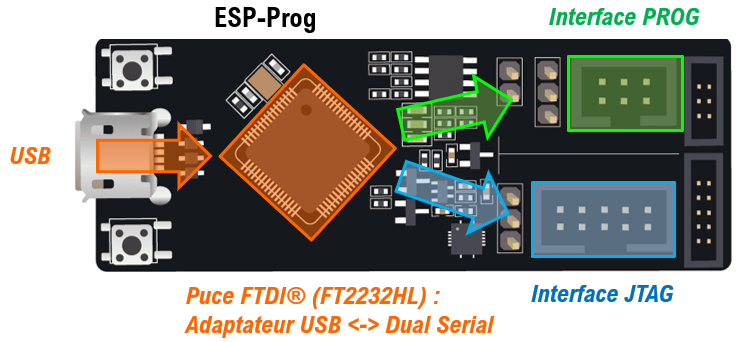 ESP-Prog
Interface PROG
USB
Puce FTDI® (FT2232HL) :
Adaptateur USB <-> Dual Serial
Interface JTAG